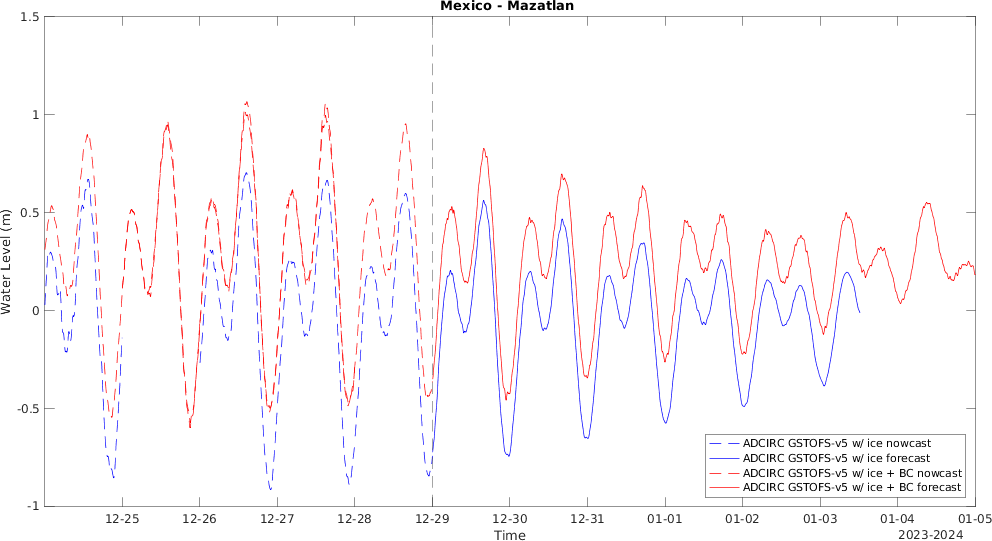 Mexico - Mazatlan
1.5
1
0.5
0
-0.5
-1
Water Level (m)
12-25 12-26 12-27 12-28 12-29 12-30 12-31 01-01 01-02 01-03 01-04 01-05
Time
2023-2024
ADCIRC GSTOFS-v5 w/ ice nowcast
ADCIRC GSTOFS-v5 w/ ice forecast
ADCIRC GSTOFS-v5 w/ ice + BC nowcast
ADCIRC GSTOFS-v5 w/ ice + BC forecast